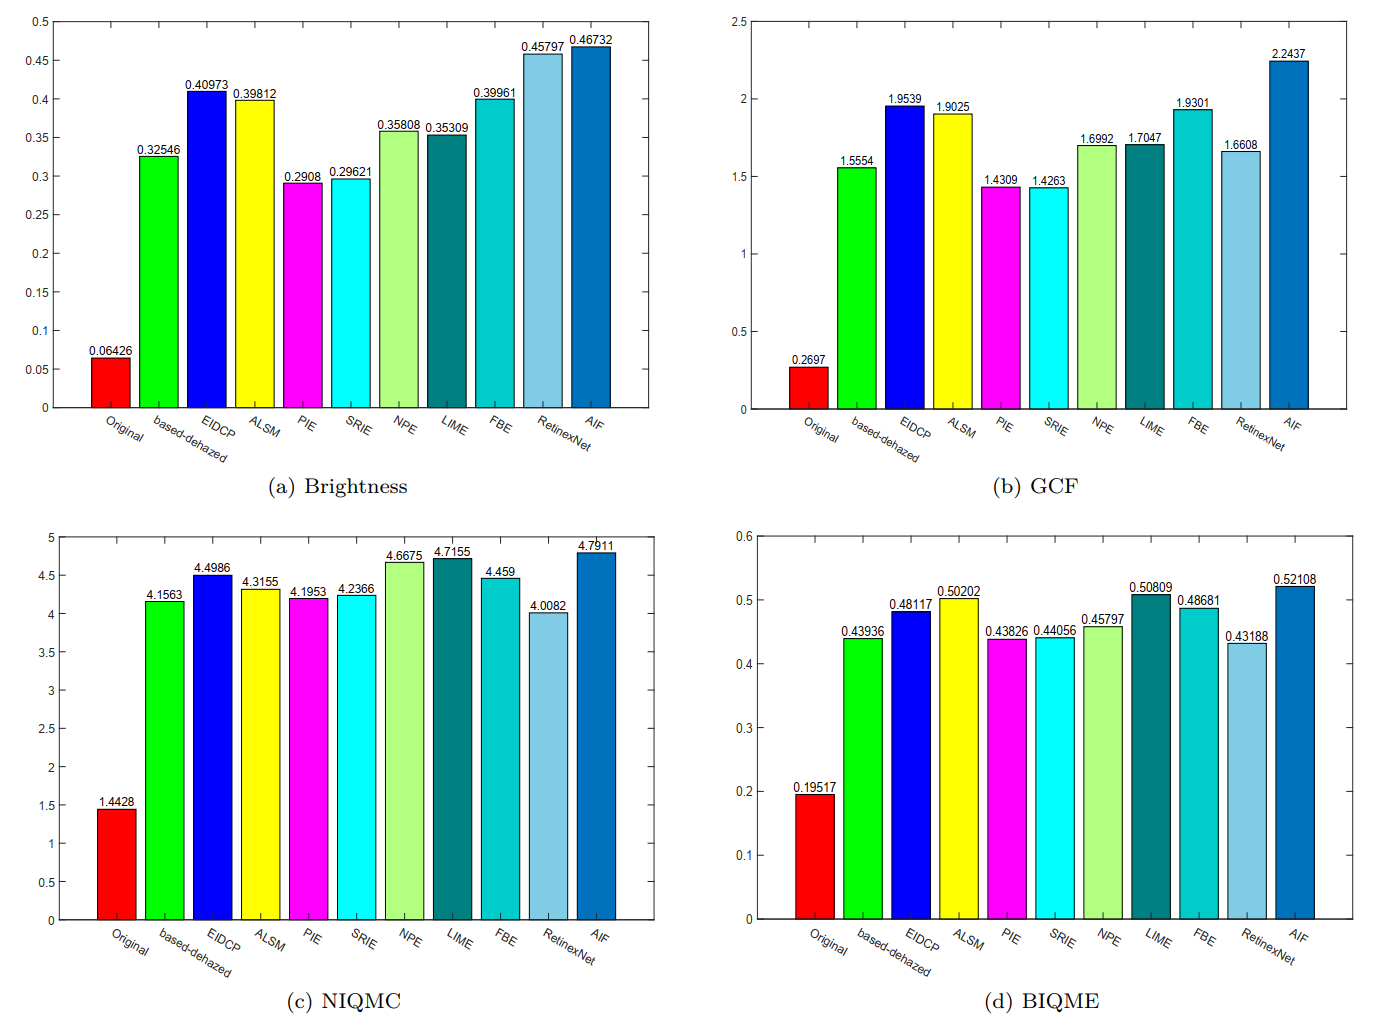 0.5
0.45
0.4
0.35
0.3
0.25
0.2
0.15
0.1
0.05
0
0.06426
0.32546
0.40973
0.39812
0.2908
0.29621
0.35808
0.35309
0.39961
0.45797
0.46732
Original
based-dehazed
EIDCP
ALSM
PIE
SRIE
NPE
LIME
FBE
RetinexNet
AIF
(a) Brightness
2.5
2
1.5
1
0.5
0
0.2697
1.5554
1.9539
1.9025
1.4309
1.4263
1.6992
1.7047
1.9301
1.6608
2.2437
Original
based-dehazed
EIDCP
ALSM
PIE
SRIE
NPE
LIME
FBE
RetinexNet
AIF
(b) GCF
5
4.5
4
3.5
3
2.5
2
1.5
1
0.5
0
1.4428
4.1563
4.4986
4.3155
4.1953
4.2366
4.6675
4.7155
4.459
4.0082
4.7911
Original
based-dehazed
EIDCP
ALSM
PIE
SRIE
NPE
LIME
FBE
RetinexNet
AIF
(c) NIQMC
0.6
0.5
0.4
0.3
0.2
0.1
0
0.19517
0.43936
0.48117
0.50202
0.43826
0.44056
0.45797
0.50809
0.48681
0.43188
0.52108
Original
based-dehazed
EIDCP
ALSM
PIE
SRIE
NPE
LIME
FBE
RetinexNet
AIF
(d) BIQME